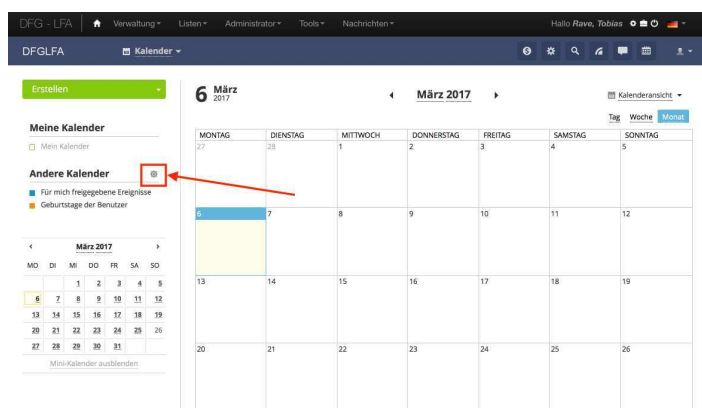 DFG - LFA Verwaltung Listen Administrator Tools Nachrichten Hallo Rave, Tobias
DFGLFA Kalender
Erstellen
6 März 2017
März 2017
Kalenderansicht
Tag Woche Monat
Meine Kalender
Mein Kalender
Andere Kalender
Für mich freigegebene Ereignisse
Geburtstage der Benutzer
März 2017
MO DI MI DO FR SA SO
1 2 3 4 5
6 7 8 9 10 11 12
13 14 15 16 17 18 19
20 21 22 23 24 25 26
27 28 29 30 31
Mini-Kalender ausblenden
MONTAG DIENSTAG MITTWOCH DONNERSTAG FREITAG SAMSTAG SONNTAG
27 28 1 2 3 4 5
6 7 8 9 10 11 12
13 14 15 16 17 18 19
20 21 22 23 24 25 26